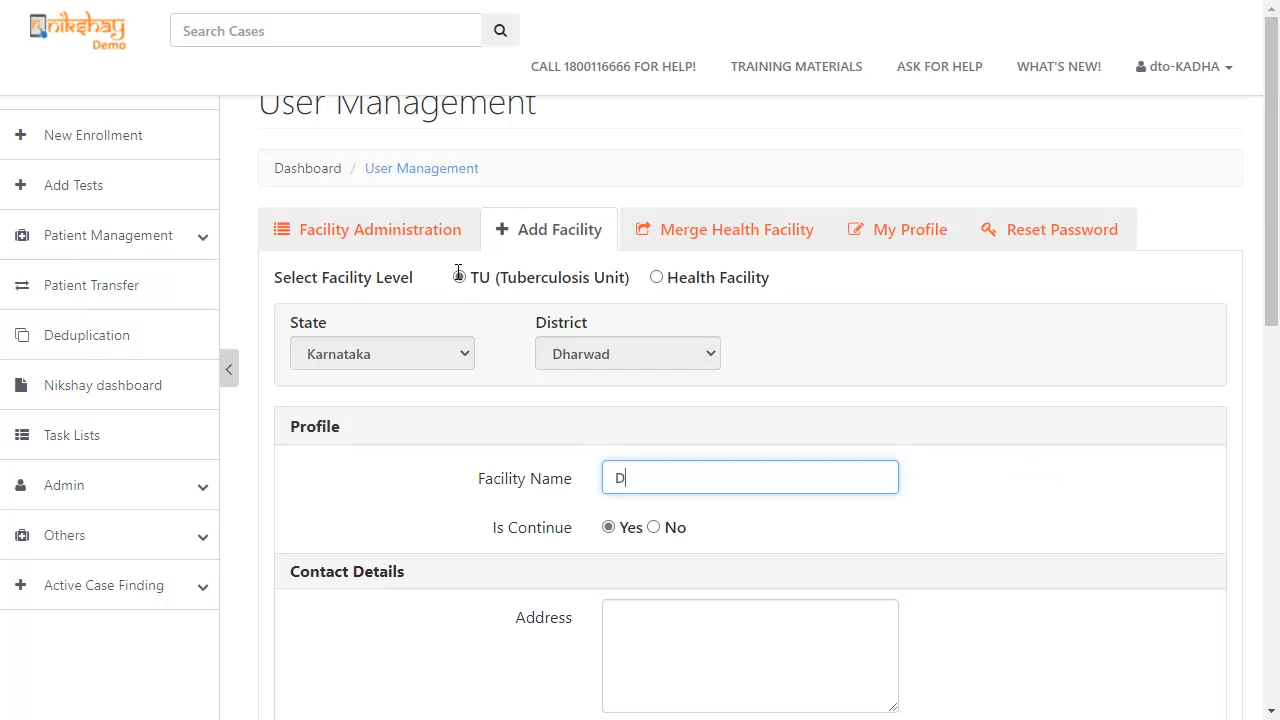 निkshay
Demo
Search Cases
CALL 1800116666 FOR HELP!
TRAINING MATERIALS
ASK FOR HELP
WHAT'S NEW!
dto-KADHA
New Enrollment
Add Tests
Patient Management
Patient Transfer
Deduplication
Nikshay dashboard
Task Lists
Admin
Others
Active Case Finding
User Management
Dashboard / User Management
Facility Administration
Add Facility
Merge Health Facility
My Profile
Reset Password
Select Facility Level
TU (Tuberculosis Unit)
Health Facility
State
District
Karnataka
Dharwad
Profile
Facility Name
D
Is Continue
Yes
No
Contact Details
Address